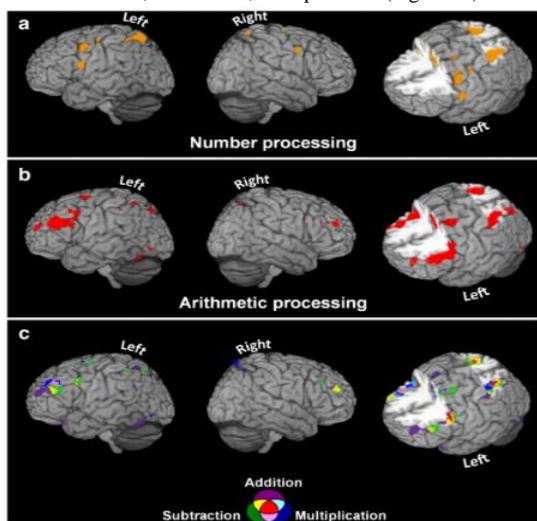 a
Left
Right
Left
Number processing
b
Left
Right
Left
Arithmetic processing
c
Left
Right
Left
Addition
Subtraction
Multiplication